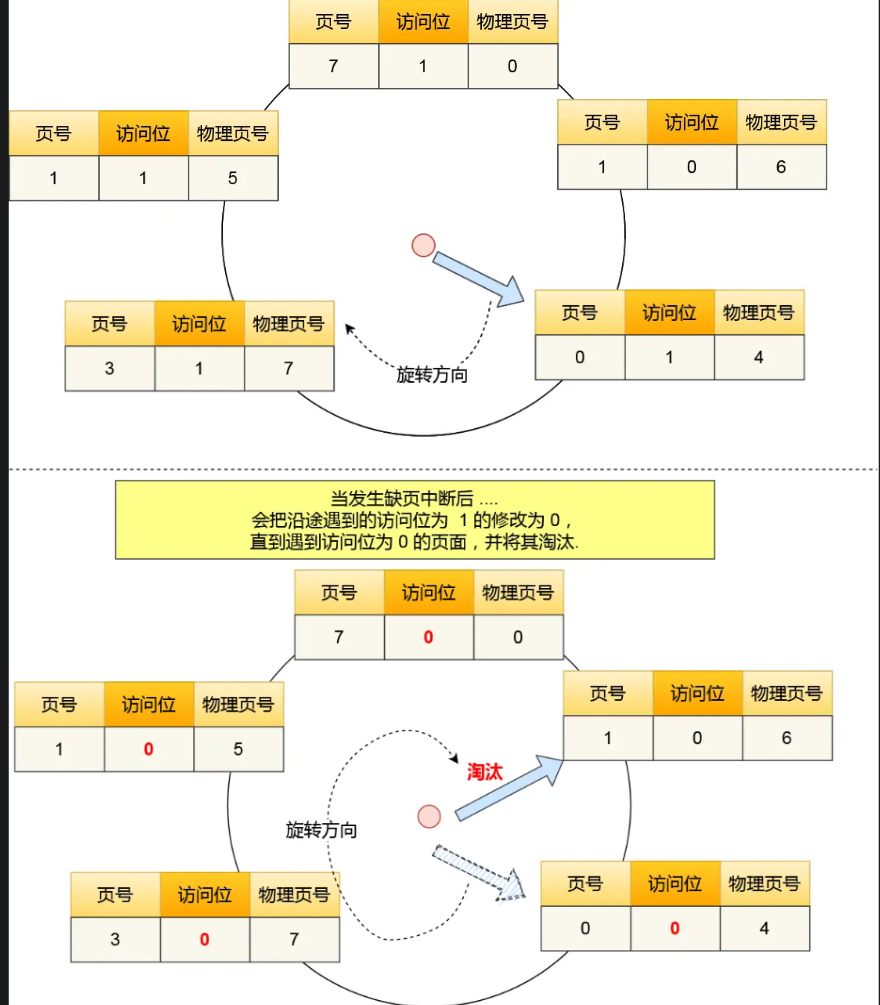 页号 访问位 物理页号
7 1 0
页号 访问位 物理页号
1 0 6
页号 访问位 物理页号
1 1 5
页号 访问位 物理页号
0 1 4
页号 访问位 物理页号
3 1 7
旋转方向
当发生缺页中断后 ....
会把沿途遇到的访问位为 1 的修改为 0，
直到遇到访问位为 0 的页面，并将其淘汰.
页号 访问位 物理页号
7 0 0
页号 访问位 物理页号
1 0 6
页号 访问位 物理页号
1 0 5
淘汰
旋转方向
页号 访问位 物理页号
0 0 4
页号 访问位 物理页号
3 0 7